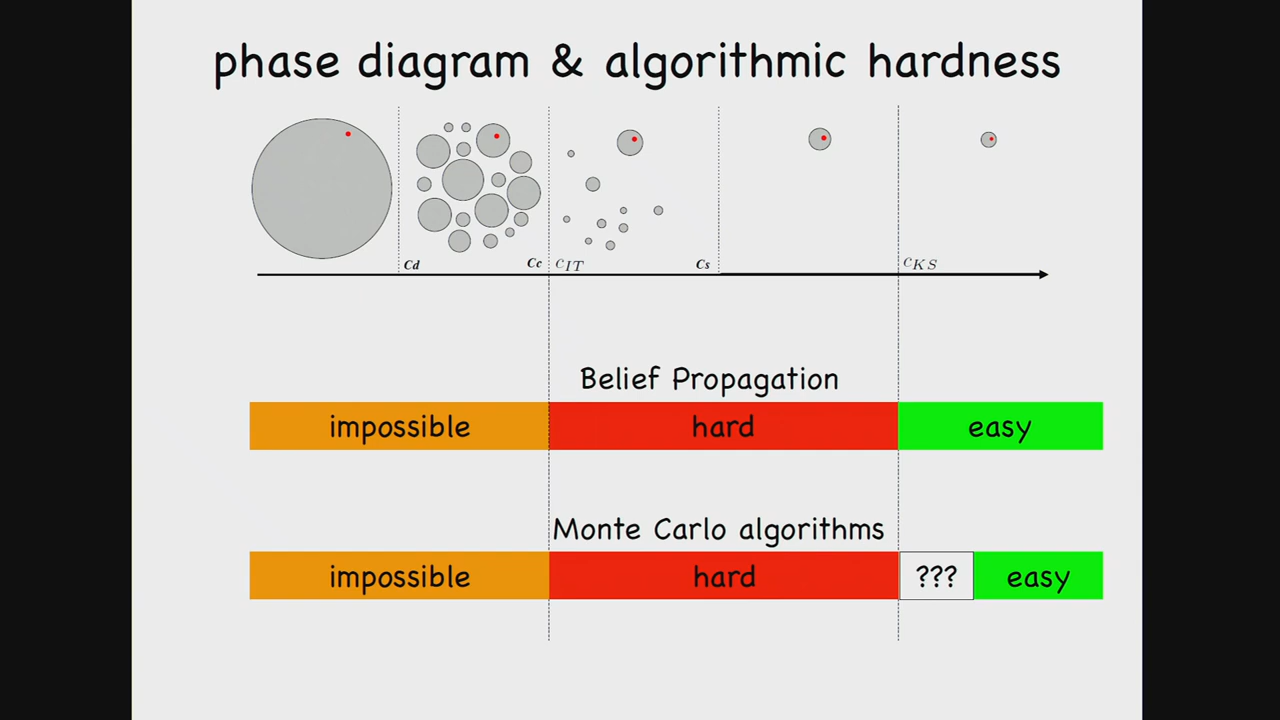 phase diagram & algorithmic hardness
Cd Cc CIT Cs CKS
Belief Propagation
impossible hard easy
Monte Carlo algorithms
impossible hard ??? easy